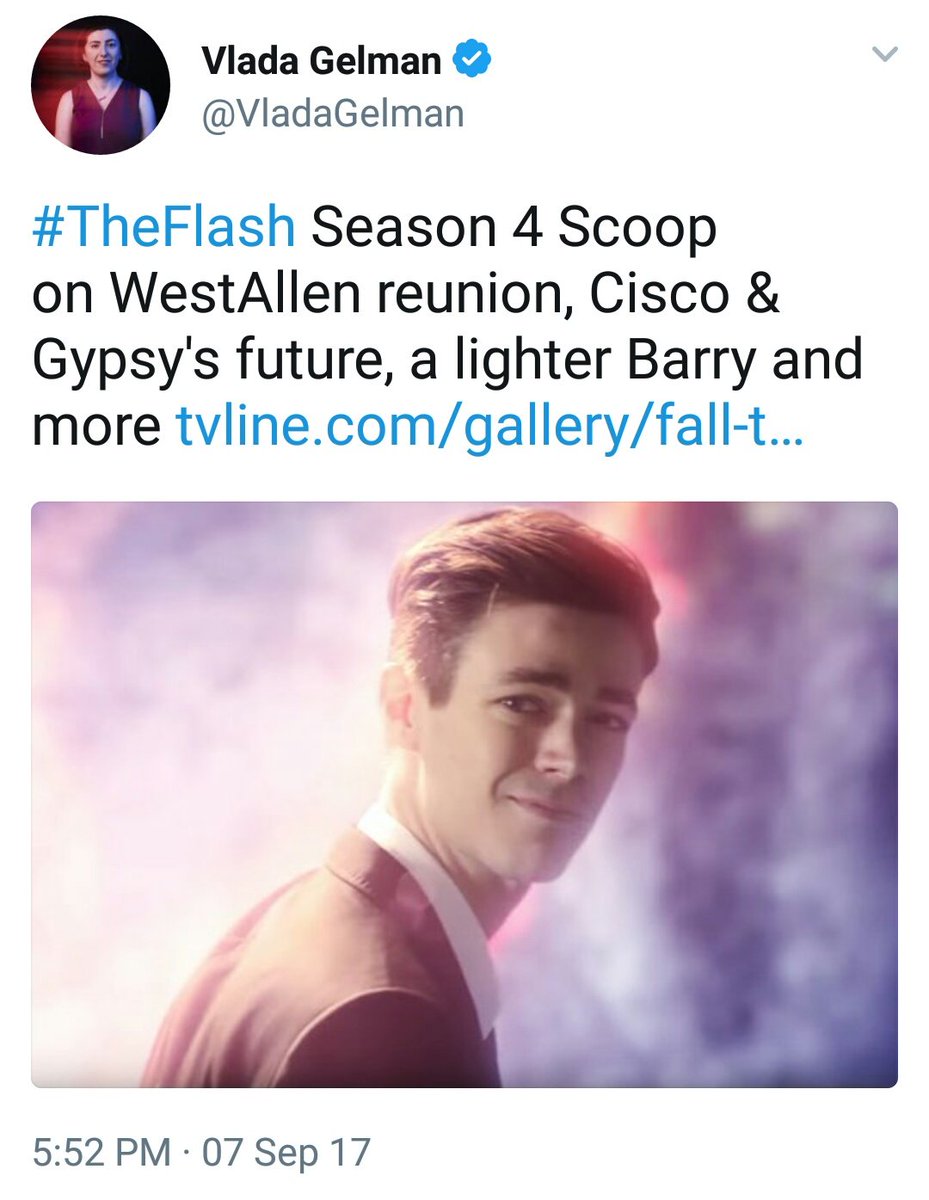 Vlada Gelman
@VladaGelman
#TheFlash Season 4 Scoop
on WestAllen reunion, Cisco &
Gypsy's future, a lighter Barry and
more tvline.com/gallery/fall-t...
5:52 PM · 07 Sep 17